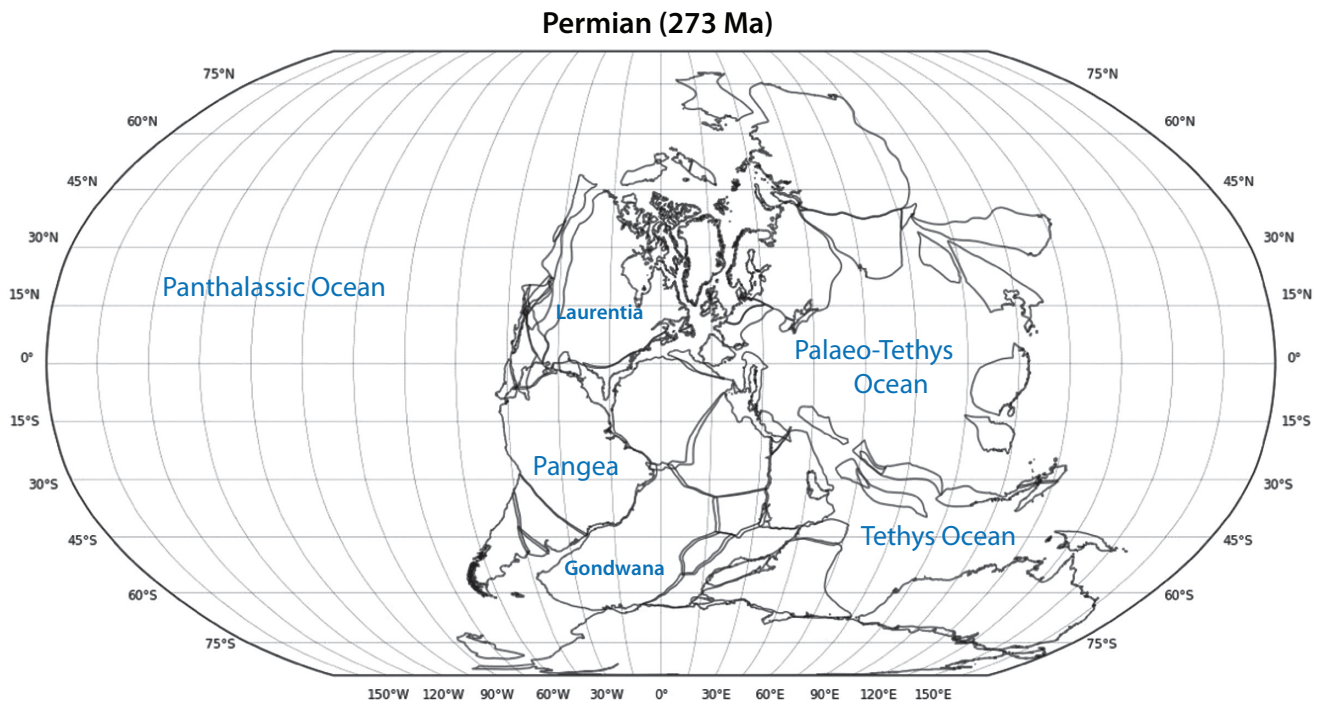 Permian (273 Ma)
75°N
75°N
60°N
60°N
45°N
45°N
30°N
30°N
Panthalassic Ocean
15°N
15°N
Laurentia
0°
Palaeo-Tethys
0°
Ocean
15°S
15°S
Pangea
30°S
30°S
45°S
Tethys Ocean
45°S
Gondwana
60°S
60°S
75°S
75°S
150°W 120°W 90°W 60°W 30°W 0° 30°E 60°E 90°E 120°E 150°E